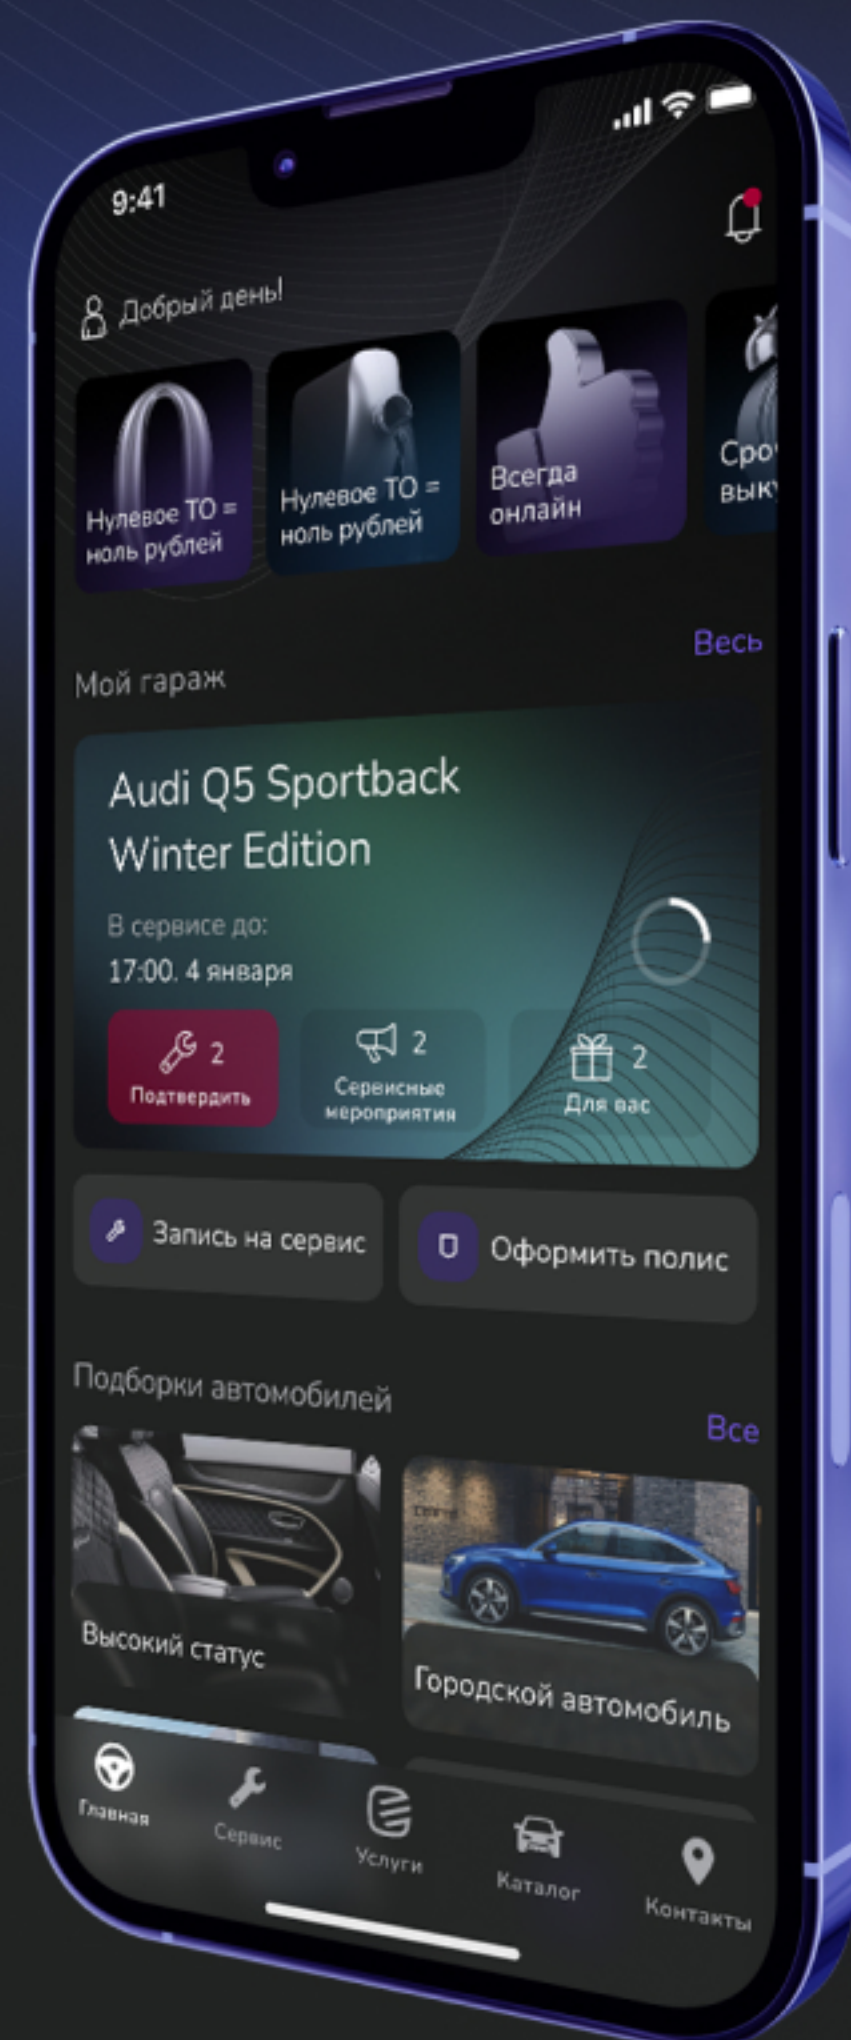 9:41
Добрый день!
Нулевое ТО =
ноль рублей
Нулевое ТО =
ноль рублей
Всегда
онлайн
Мой гараж
Весь
Audi Q5 Sportback
Winter Edition
В сервисе до:
17:00. 4 января
2
Подтвердить
2
Сервисные
мероприятия
2
Для вас
Запись на сервис
Оформить полис
Подборки автомобилей
Все
Высокий статус
Городской автомобиль
Главная
Сервис
Услуги
Каталог
Контакты